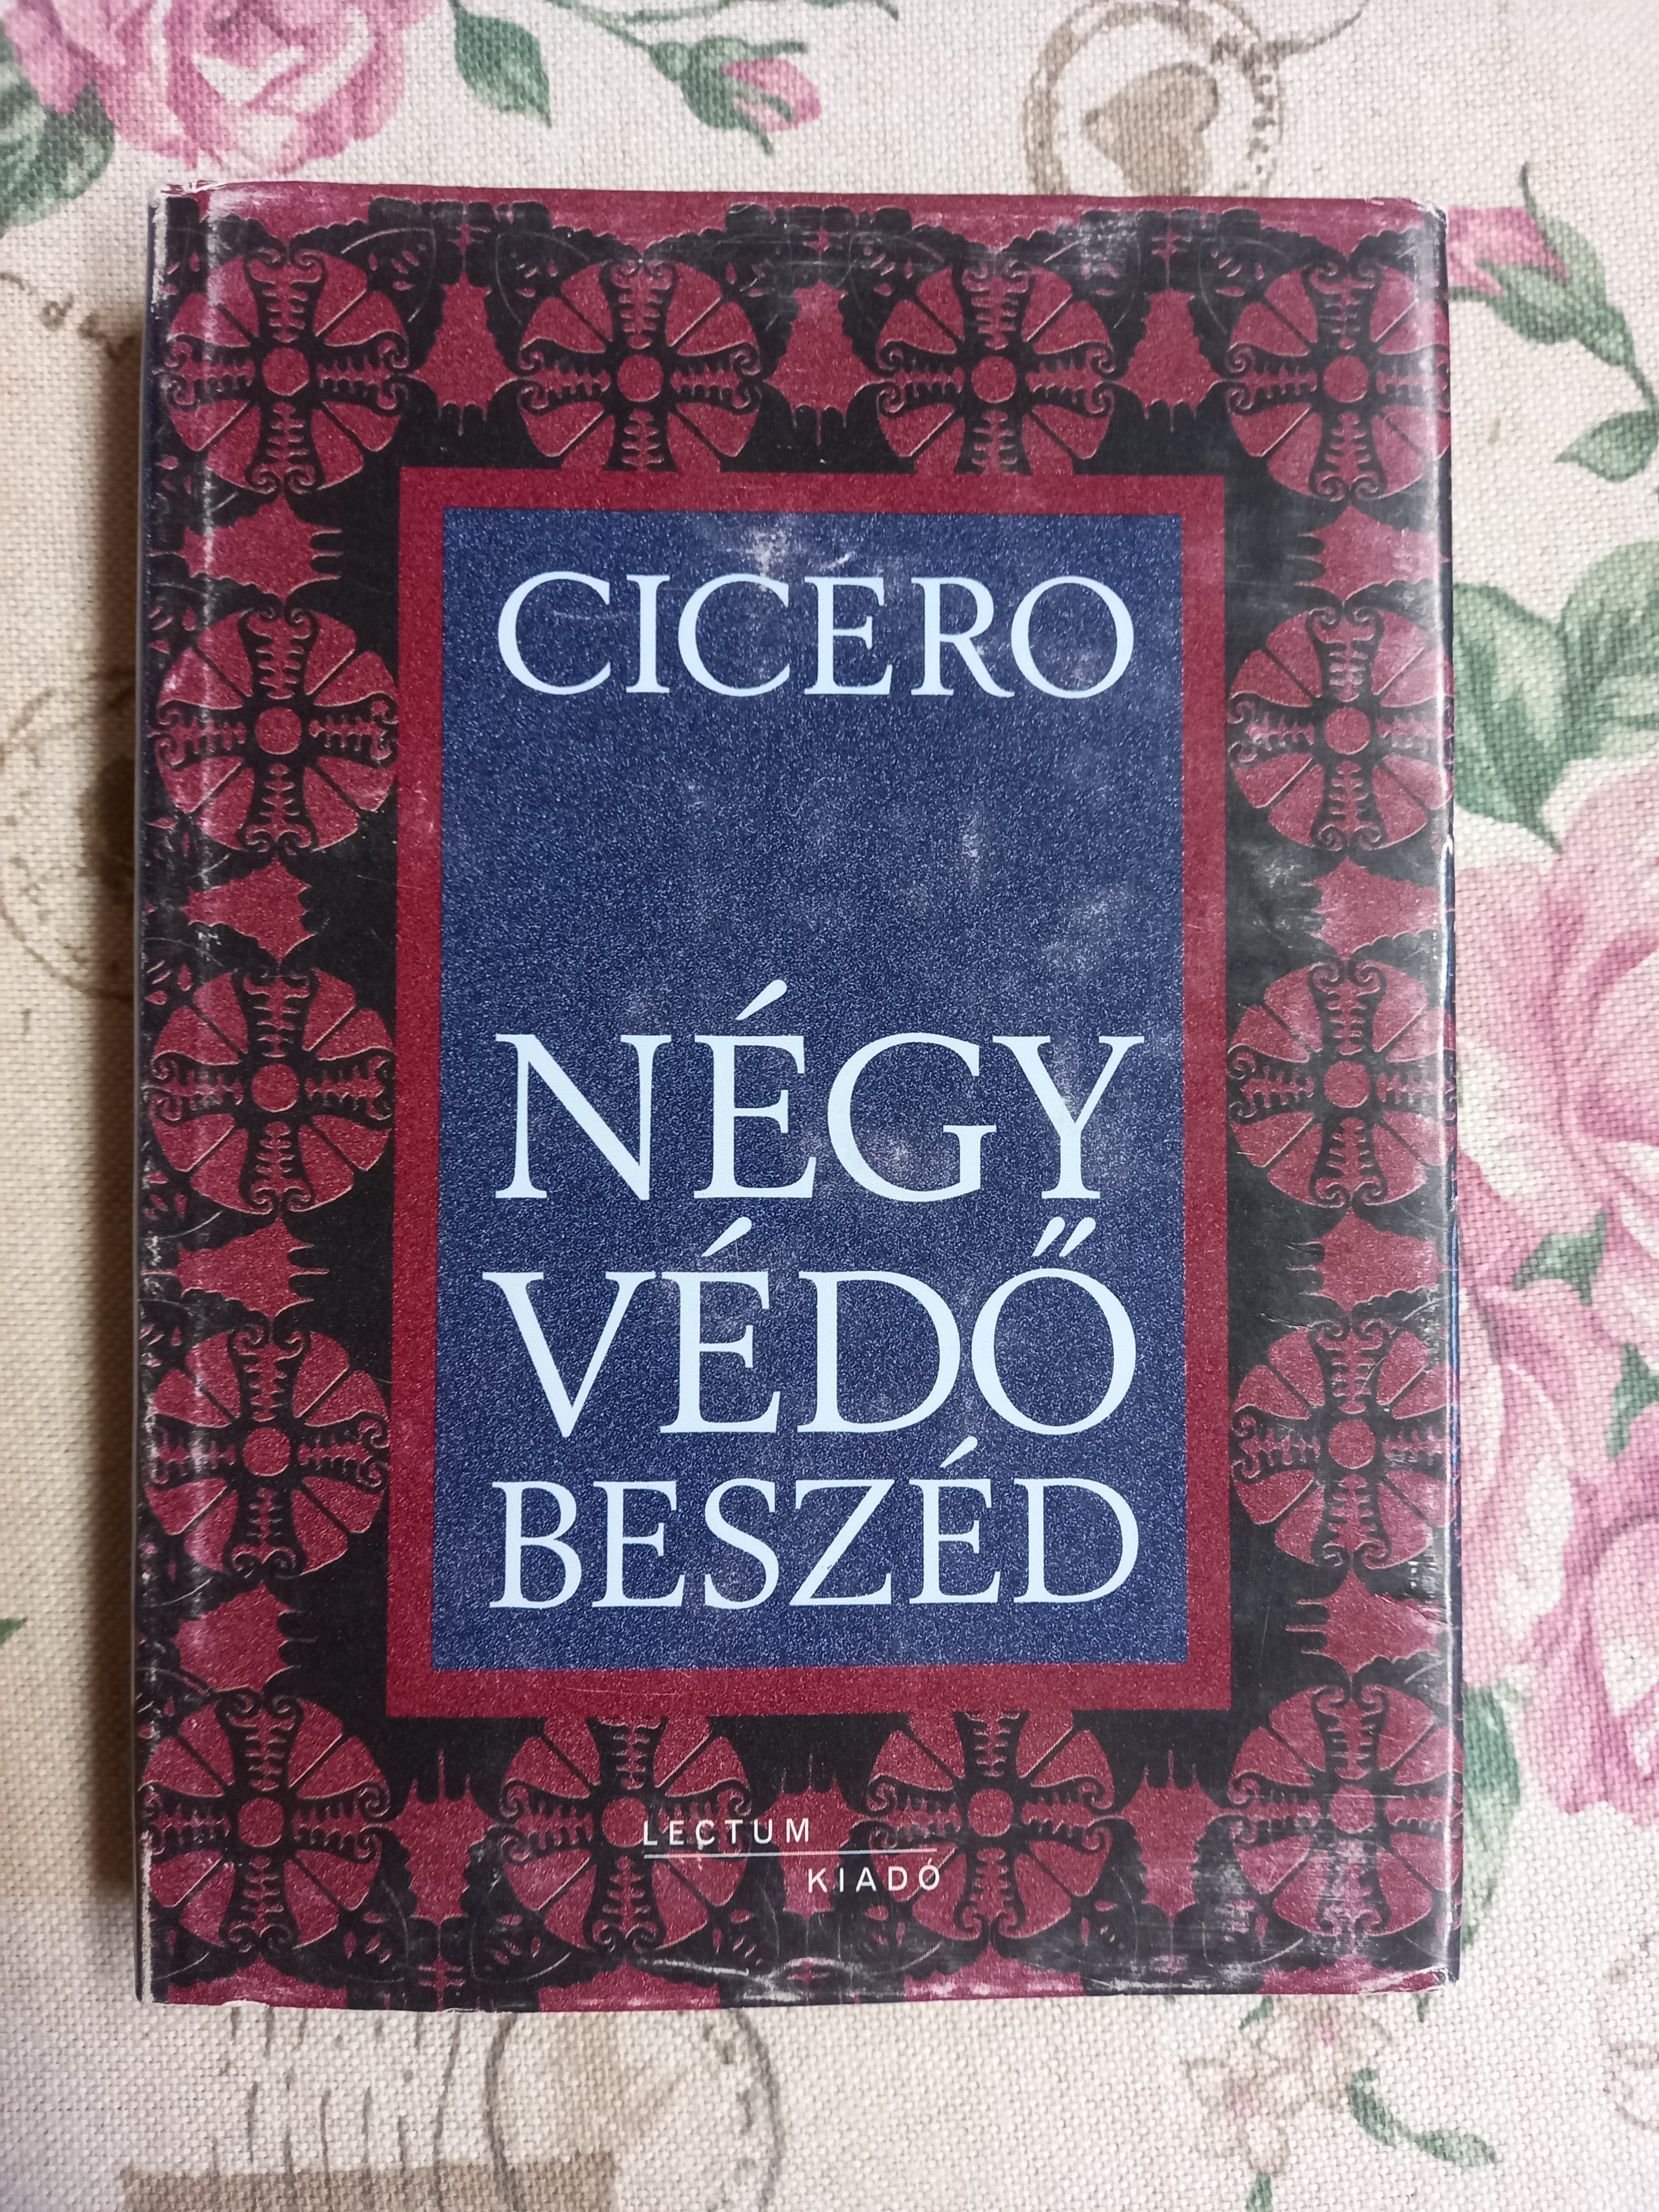 CICERO
NÉGY
VÉDŐ
BESZÉD
LECTUM
KIADÓ